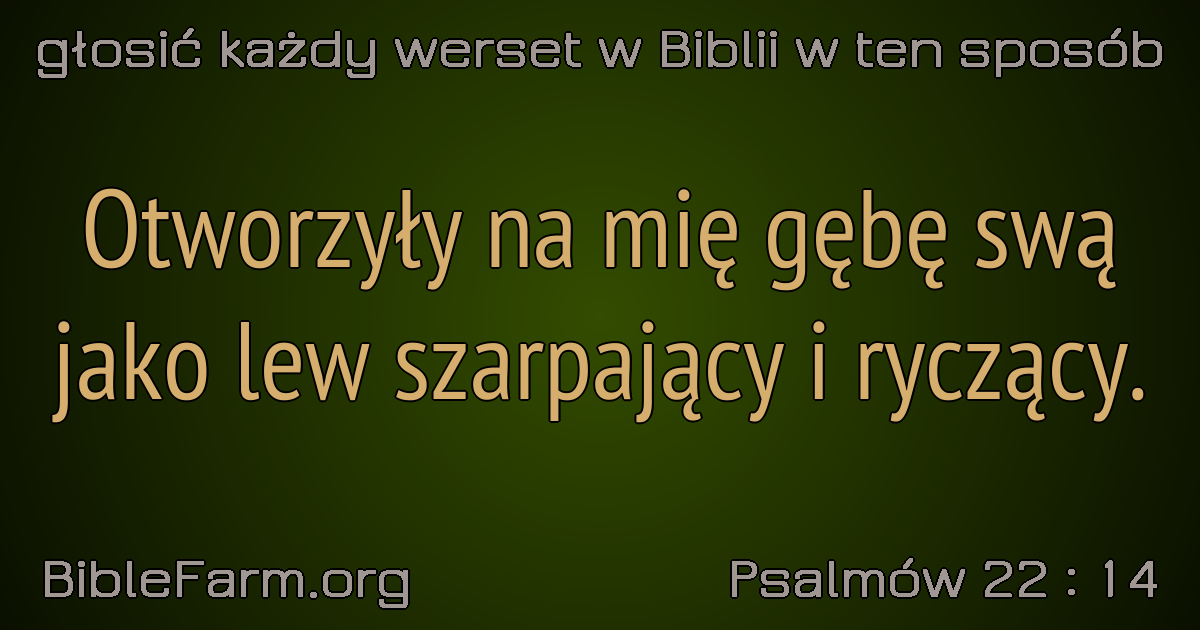 głosić każdy werset w Biblii w ten sposób
Otworzyły na mię gębę swą
jako lew szarpający i ryczący.
BibleFarm.org
Psalmów 22 : 14